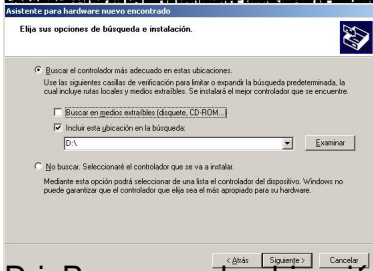 Asistente para hardware nuevo encontrado
Elija sus opciones de búsqueda e instalación.
Buscar el controlador más adecuado en estas ubicaciones.
Use las siguientes casillas de verificación para limitar o expandir la búsqueda predeterminada, la
cual incluye rutas locales y medios extraíbles. Se instalará el mejor controlador que se encuentre.
Buscar en medios extraíbles (disquete, CD-ROM...)
Incluir esta ubicación en la búsqueda:
D:\
Examinar
No buscar. Seleccionaré el controlador que se va a instalar.
Mediante esta opción podrá seleccionar de una lista el controlador del dispositivo. Windows no
puede garantizar que el controlador que elija sea el más apropiado para su hardware.
< Atrás
Siguiente >
Cancelar